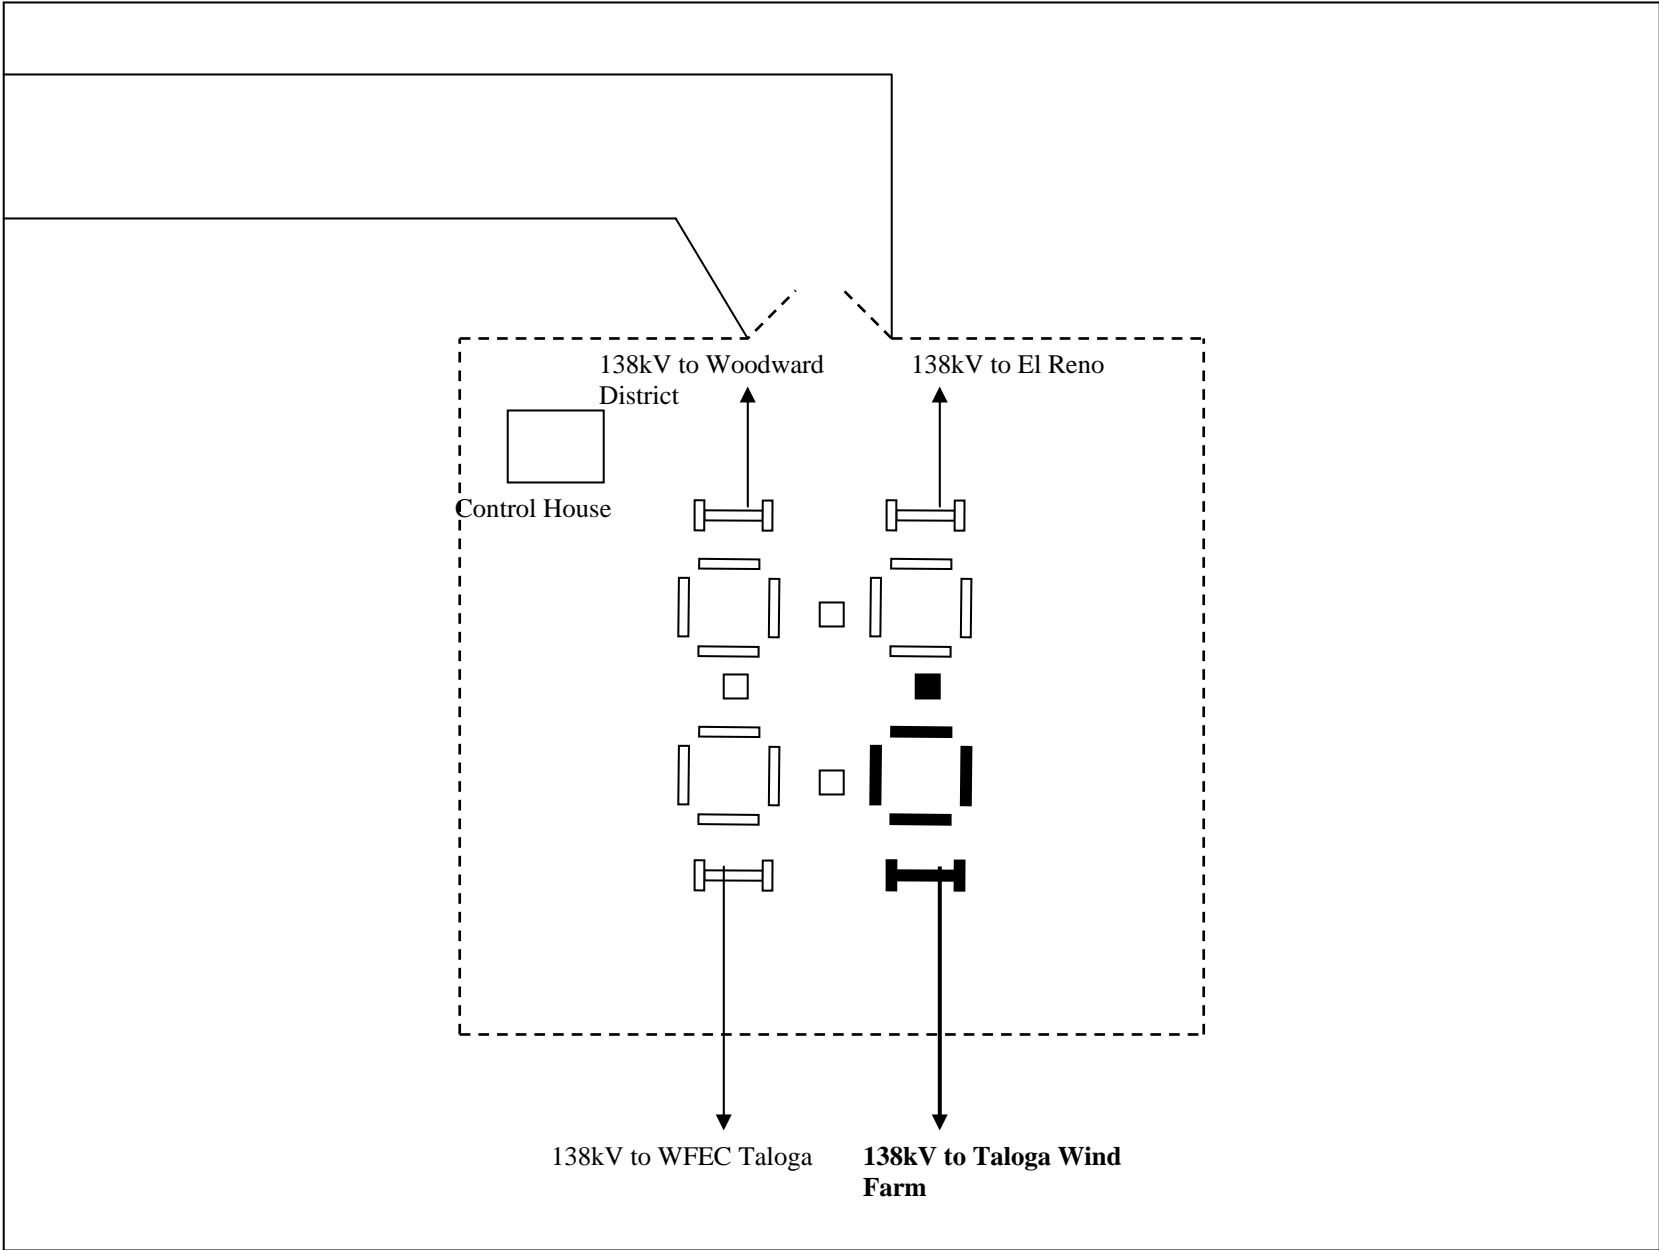 138kV to Woodward
District
138kV to El Reno
Control House
138kV to WFEC Taloga
138kV to Taloga Wind
Farm